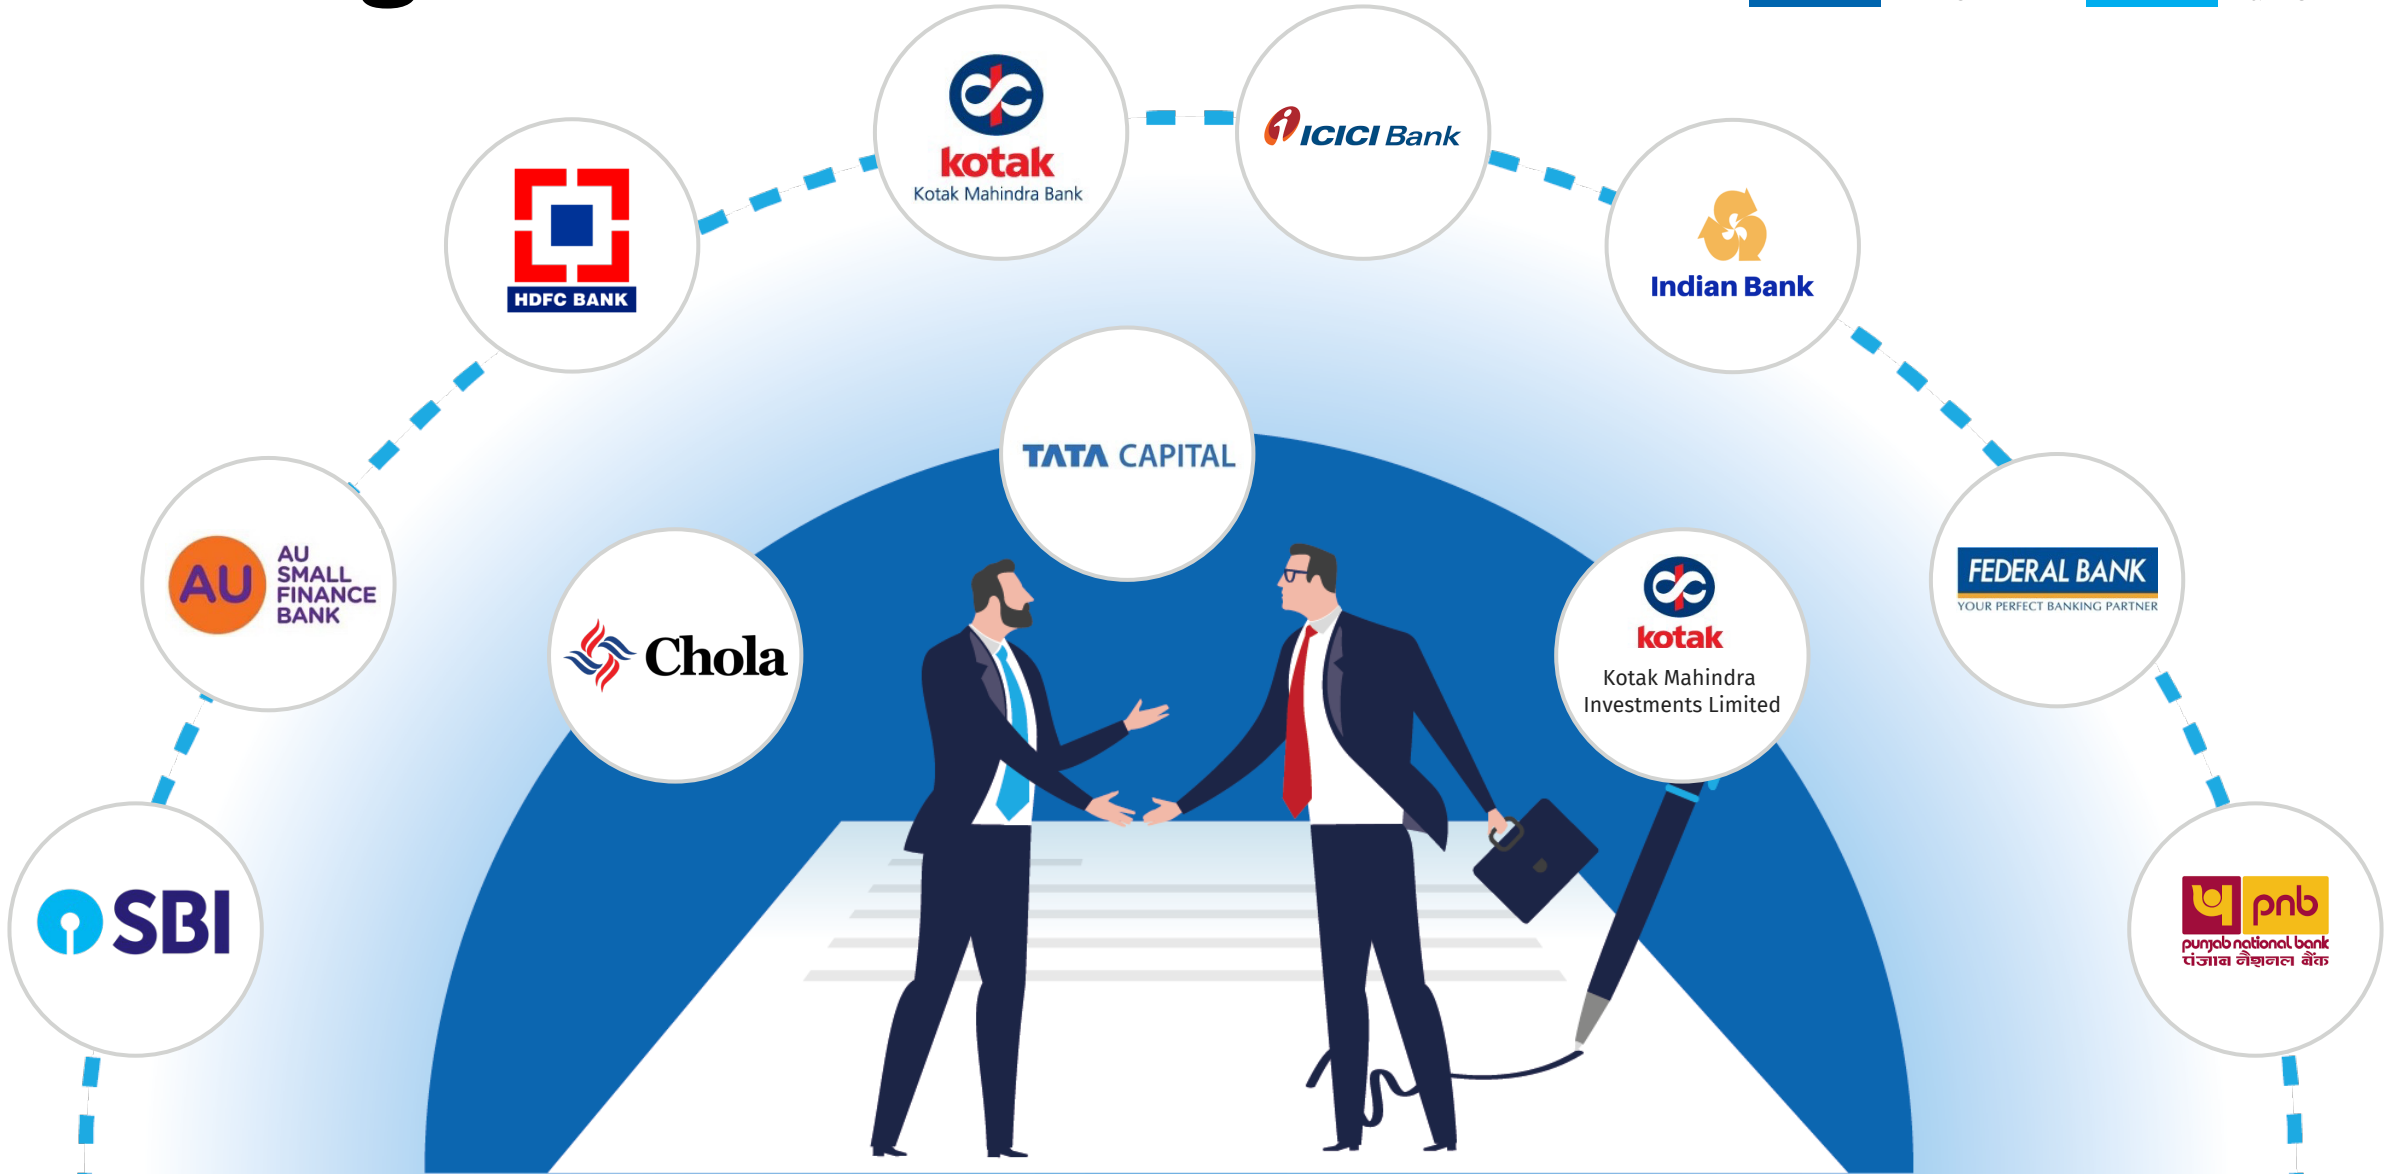 kotak
Kotak Mahindra Bank
ICICI Bank
HDFC BANK
Indian Bank
TATA CAPITAL
AU
AU
SMALL
FINANCE
BANK
Chola
kotak
Kotak Mahindra
Investments Limited
FEDERAL BANK
YOUR PERFECT BANKING PARTNER
SBI
pnb
punjab national bank
पंजाब नैशनल बैंक